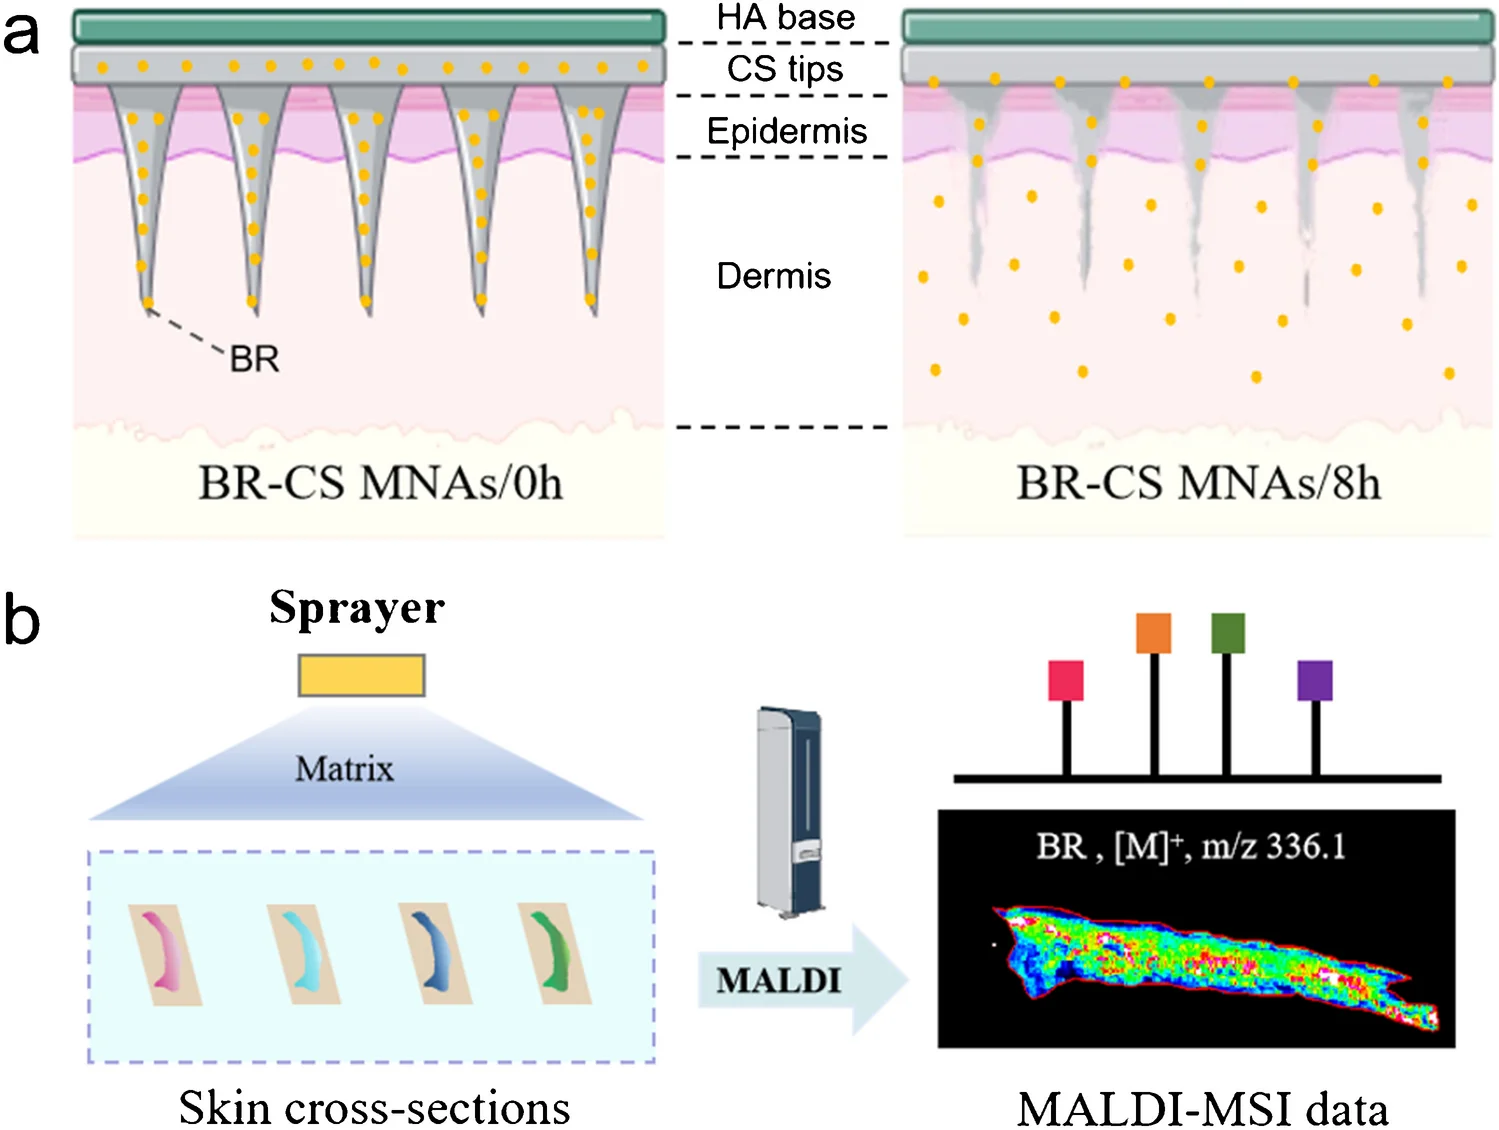 a
HA base
CS tips
Epidermis
Dermis
BR
BR-CS MNAs/0h
BR-CS MNAs/8h
b
Sprayer
Matrix
MALDI
BR , [M]⁺, m/z 336.1
Skin cross-sections
MALDI-MSI data